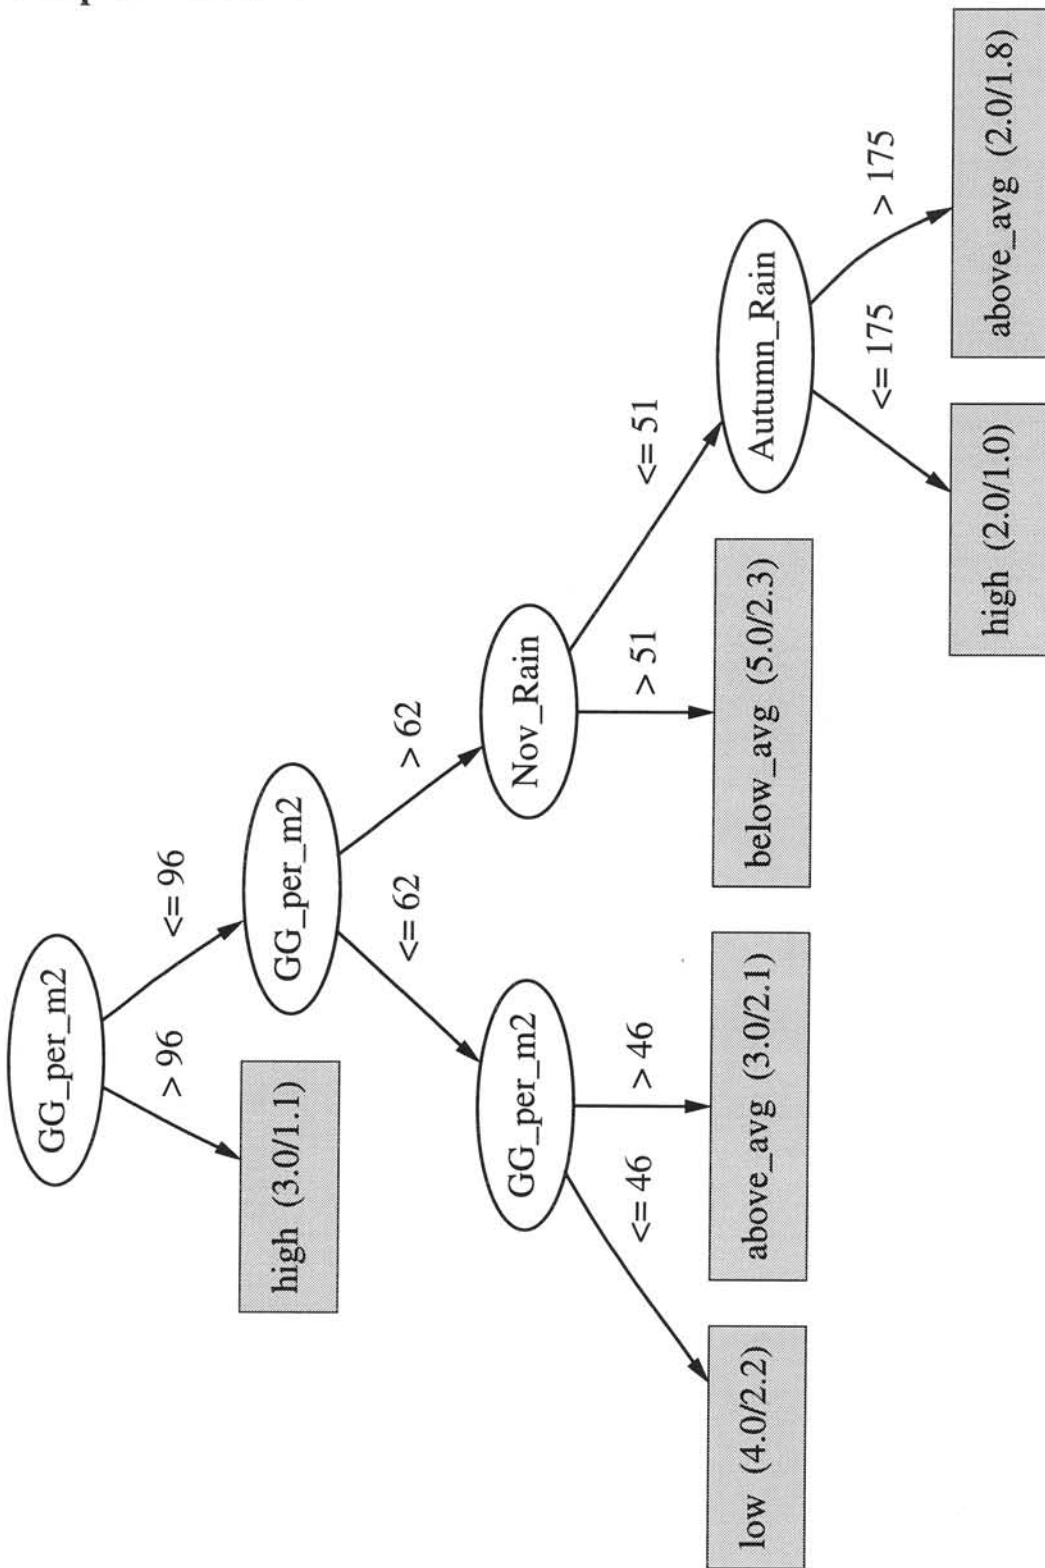 GG_per_m2
> 96
<= 96
high (3.0/1.1)
GG_per_m2
<= 62
> 62
GG_per_m2
Nov_Rain
<= 46
> 46
> 51
<= 51
low (4.0/2.2)
above_avg (3.0/2.1)
below_avg (5.0/2.3)
Autumn_Rain
<= 175
> 175
high (2.0/1.0)
above_avg (2.0/1.8)